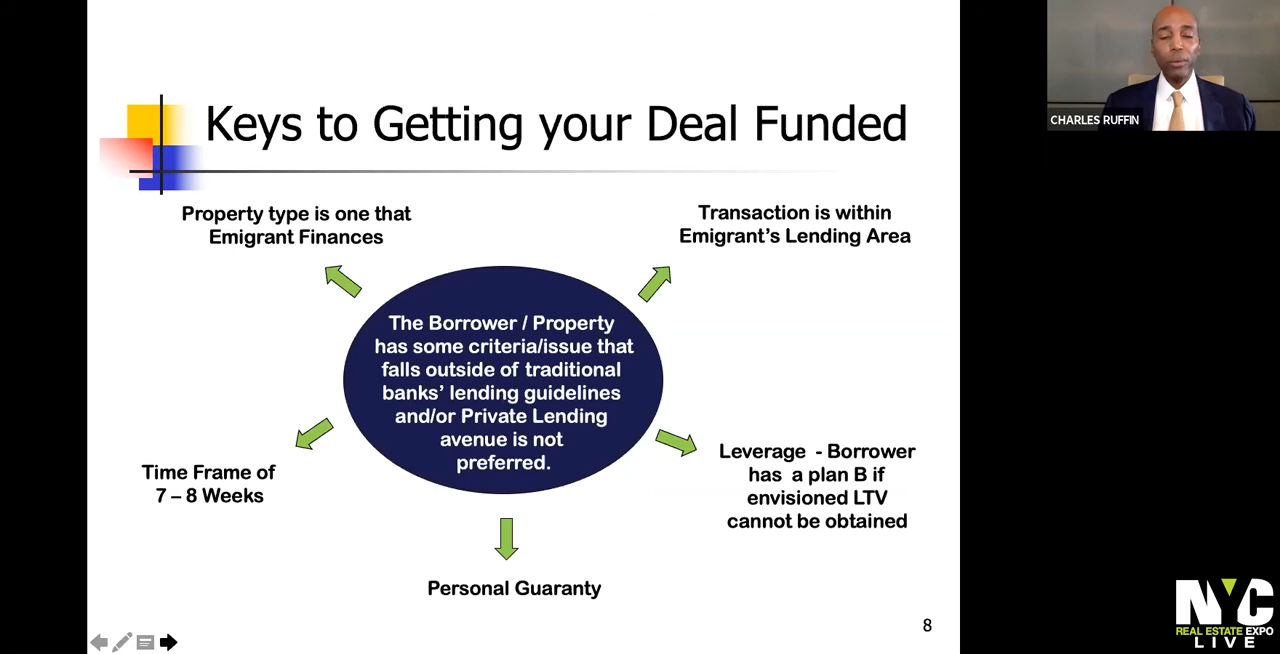 Keys to Getting your Deal Funded
Property type is one that
Emigrant Finances
Transaction is within
Emigrant's Lending Area
The Borrower / Property
has some criteria/issue that
falls outside of traditional
banks' lending guidelines
and/or Private Lending
avenue is not
preferred.
Time Frame of
7 – 8 Weeks
Leverage - Borrower
has a plan B if
envisioned LTV
cannot be obtained
Personal Guaranty
8
CHARLES RUFFIN
NYC
REAL ESTATE EXPO
LIVE